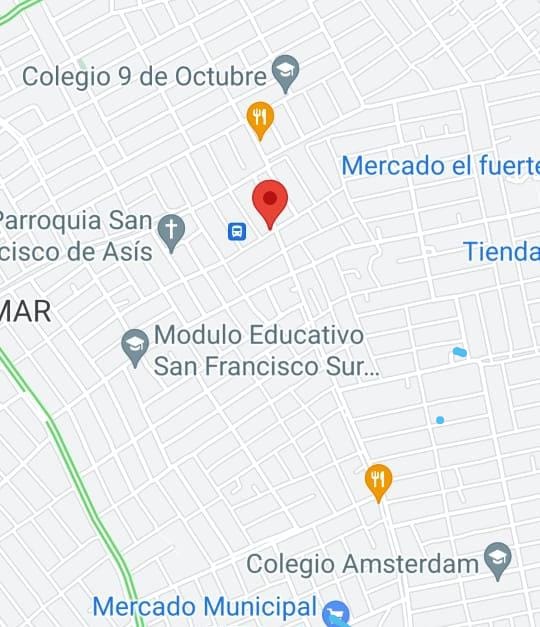 Colegio 9 de Octubre
Mercado el fuerte
Parroquia San
cisco de Asís
Tienda
MAR
Modulo Educativo
San Francisco Sur...
Colegio Amsterdam
Mercado Municipal